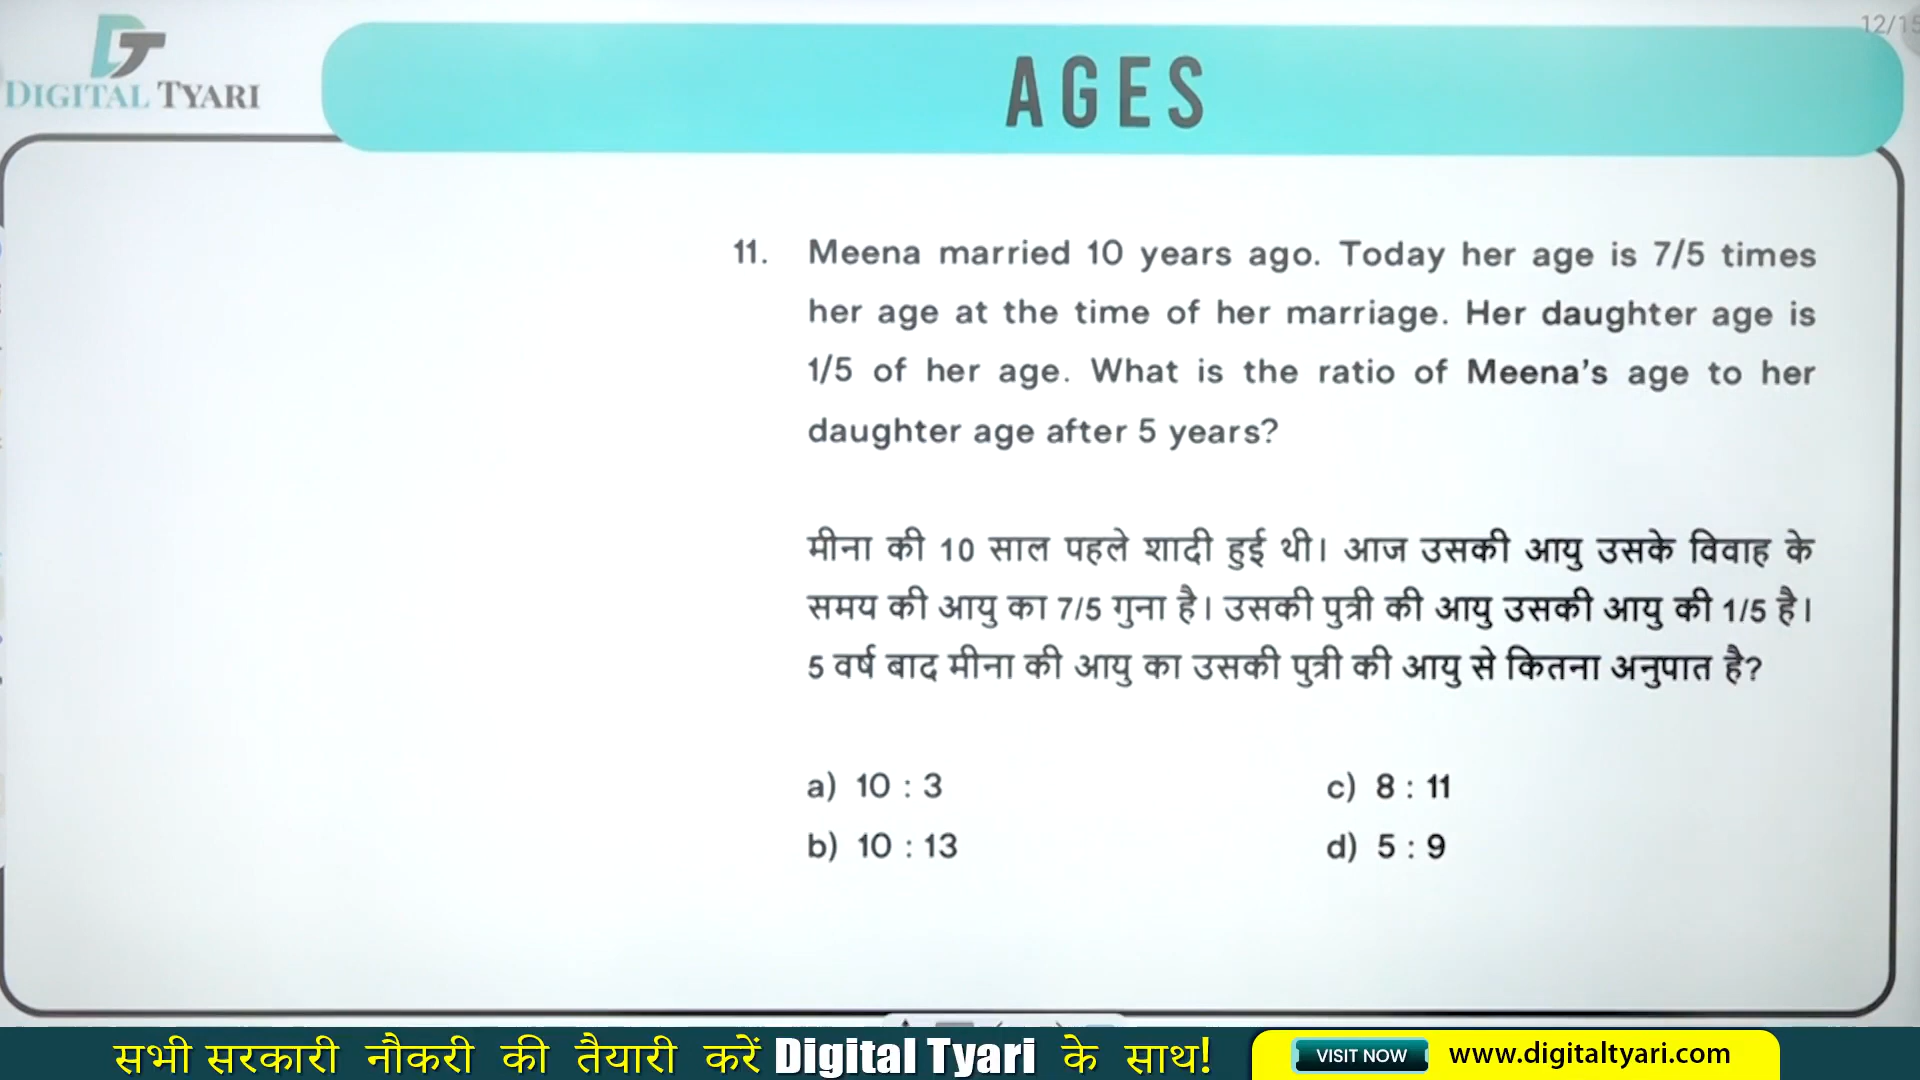 12/15
DIGITAL TYARI
AGES
11. Meena married 10 years ago. Today her age is 7/5 times
her age at the time of her marriage. Her daughter age is
1/5 of her age. What is the ratio of Meena's age to her
daughter age after 5 years?
मीना की 10 साल पहले शादी हुई थी। आज उसकी आयु उसके विवाह के
समय की आयु का 7/5 गुना है। उसकी पुत्री की आयु उसकी आयु की 1/5 है।
5 वर्ष बाद मीना की आयु का उसकी पुत्री की आयु से कितना अनुपात है?
a) 10 : 3
c) 8 : 11
b) 10 : 13
d) 5 : 9
सभी सरकारी नौकरी की तैयारी करें Digital Tyari के साथ!
VISIT NOW www.digitaltyari.com